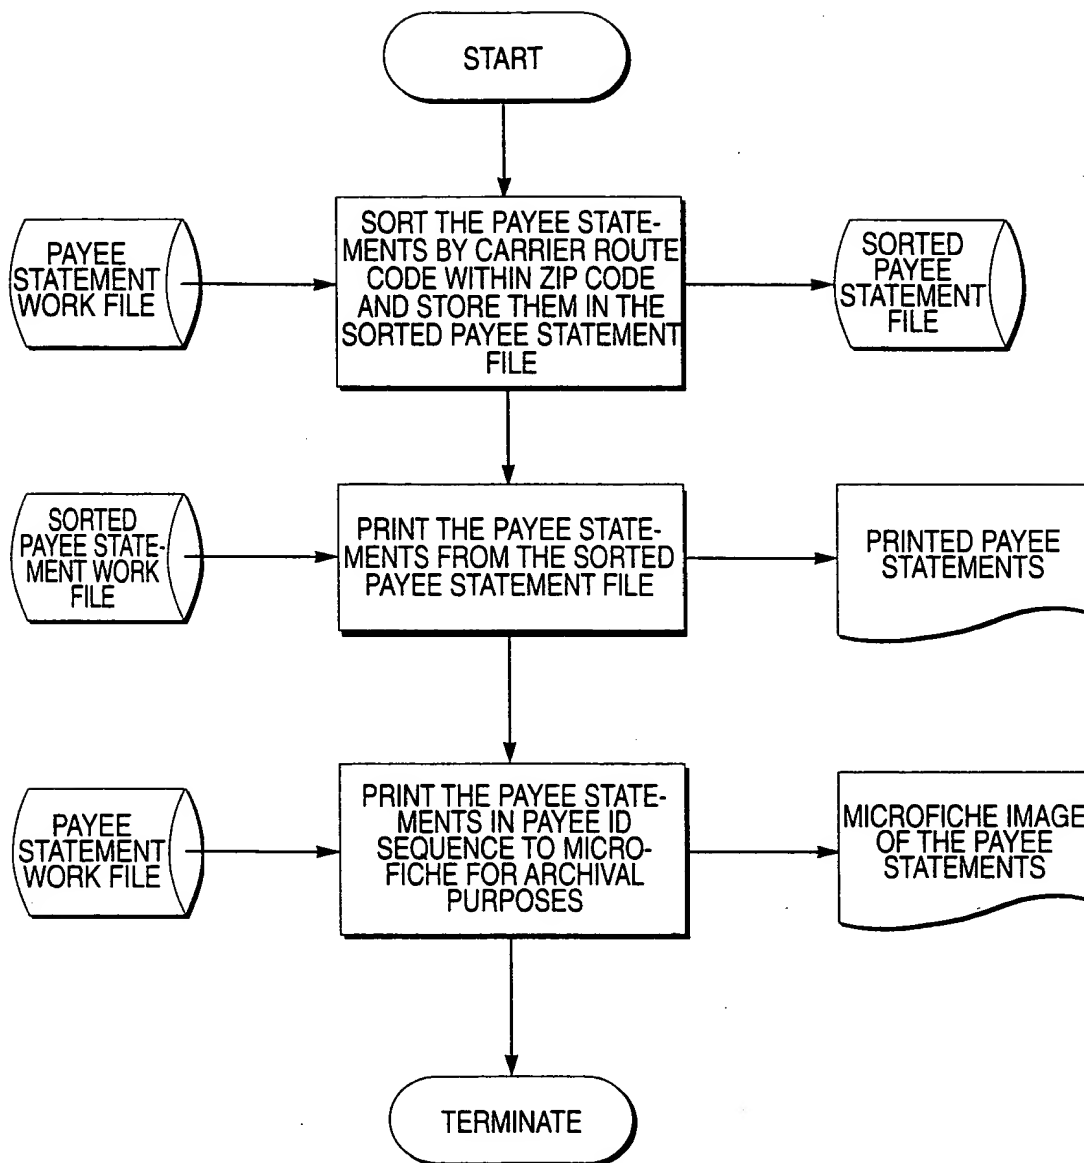 START
PAYEE
STATEMENT
WORK FILE
SORT THE PAYEE STATE-
MENTS BY CARRIER ROUTE
CODE WITHIN ZIP CODE
AND STORE THEM IN THE
SORTED PAYEE STATEMENT
FILE
SORTED
PAYEE
STATEMENT
FILE
SORTED
PAYEE STATE-
MENT WORK
FILE
PRINT THE PAYEE STATE-
MENTS FROM THE SORTED
PAYEE STATEMENT FILE
PRINTED PAYEE
STATEMENTS
PAYEE
STATEMENT
WORK FILE
PRINT THE PAYEE STATE-
MENTS IN PAYEE ID
SEQUENCE TO MICRO-
FICHE FOR ARCHIVAL
PURPOSES
MICROFICHE IMAGE
OF THE PAYEE
STATEMENTS
TERMINATE